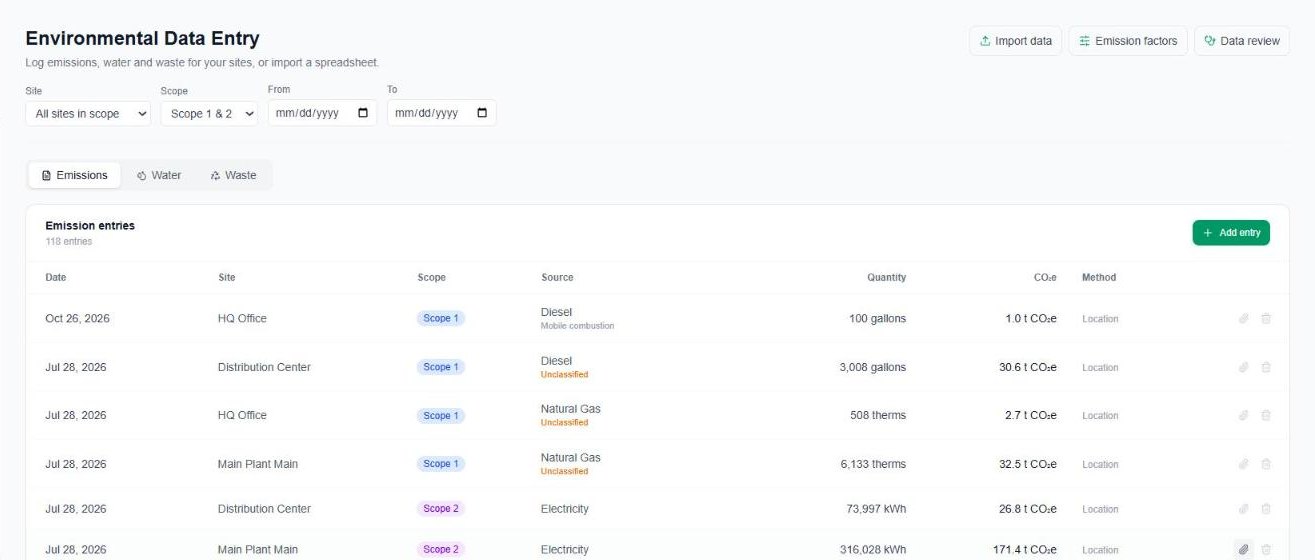 Environmental Data Entry
Import data Emission factors Data review
Log emissions, water and waste for your sites, or import a spreadsheet.
Site Scope From To
All sites in scope Scope 1 & 2 mm/dd/yyyy mm/dd/yyyy
Emissions Water Waste
Emission entries
118 entries
+ Add entry
Date Site Scope Source Quantity CO₂e Method
Oct 26, 2026 HQ Office Scope 1 Diesel 100 gallons 1.0 t CO₂e Location
Mobile combustion
Jul 28, 2026 Distribution Center Scope 1 Diesel 3,008 gallons 30.6 t CO₂e Location
Unclassified
Jul 28, 2026 HQ Office Scope 1 Natural Gas 508 therms 2.7 t CO₂e Location
Unclassified
Jul 28, 2026 Main Plant Main Scope 1 Natural Gas 6,133 therms 32.5 t CO₂e Location
Unclassified
Jul 28, 2026 Distribution Center Scope 2 Electricity 73,997 kWh 26.8 t CO₂e Location
Jul 28, 2026 Main Plant Main Scope 2 Electricity 316,028 kWh 171.4 t CO₂e Location